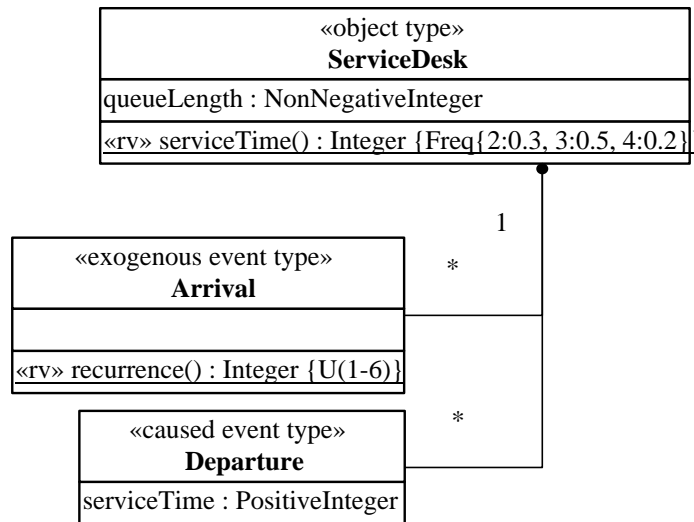 «object type»
ServiceDesk
queueLength : NonNegativeInteger
«rv» serviceTime() : Integer {Freq{2:0.3, 3:0.5, 4:0.2}}
1
«exogenous event type»
Arrival
*
«rv» recurrence() : Integer {U(1-6)}
«caused event type»
Departure
*
serviceTime : PositiveInteger